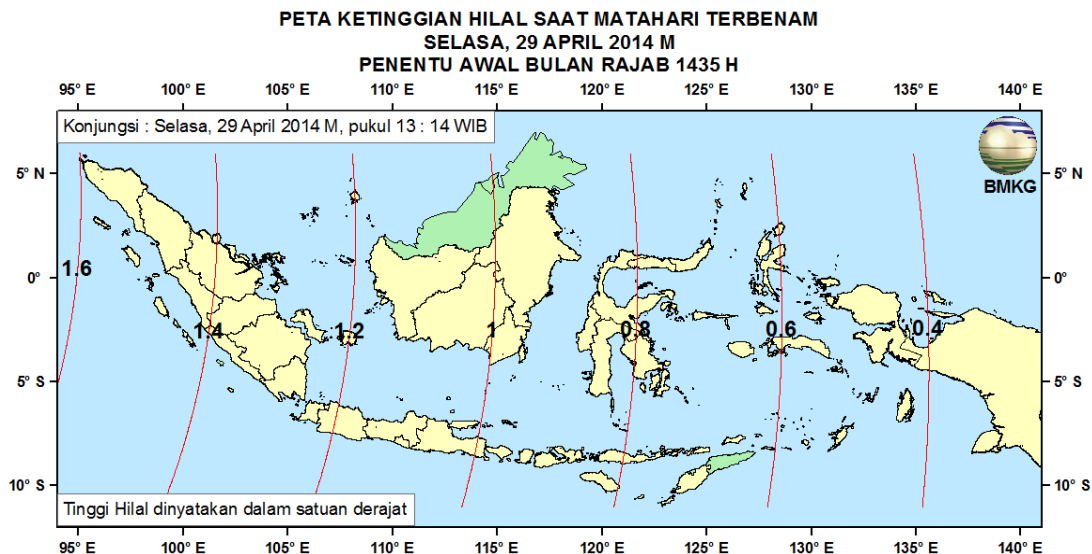 PETA KETINGGIAN HILAL SAAT MATAHARI TERBENAM
SELASA, 29 APRIL 2014 M
PENENTU AWAL BULAN RAJAB 1435 H
95° E 100° E 105° E 110° E 115° E 120° E 125° E 130° E 135° E 140° E
Konjungsi : Selasa, 29 April 2014 M, pukul 13 : 14 WIB
BMKG
5° N 5° N
0° 0°
1.6
1.4 1.2 1 0.8 0.6 0.4
5° S 5° S
10° S 10° S
Tinggi Hilal dinyatakan dalam satuan derajat
95° E 100° E 105° E 110° E 115° E 120° E 125° E 130° E 135° E 140° E